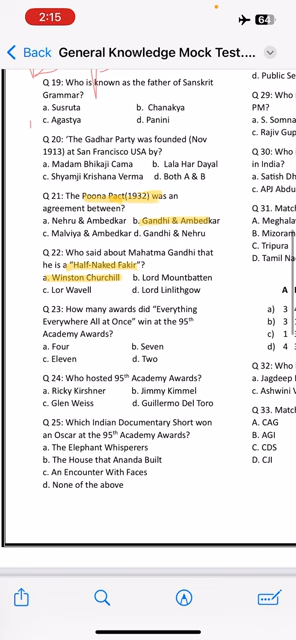 2:15
64
Back
General Knowledge Mock Test....
Q 19: Who is known as the father of Sanskrit
Grammar?
a. Susruta b. Chanakya
c. Agastya d. Panini
Q 20: 'The Gadhar Party was founded (Nov
1913) at San Francisco USA by?
a. Madam Bhikaji Cama b. Lala Har Dayal
c. Shyamji Krishana Verma d. Both A & B
Q 21: The Poona Pact(1932) was an
agreement between?
a. Nehru & Ambedkar b. Gandhi & Ambedkar
c. Malviya & Ambedkar d. Gandhi & Nehru
Q 22: Who said about Mahatma Gandhi that
he is a "Half-Naked Fakir"?
a. Winston Churchill b. Lord Mountbatten
c. Lor Wavell d. Lord Linlithgow
Q 23: How many awards did "Everything
Everywhere All at Once" win at the 95th
Academy Awards?
a. Four b. Seven
c. Eleven d. Two
Q 24: Who hosted 95th Academy Awards?
a. Ricky Kirshner b. Jimmy Kimmel
c. Glen Weiss d. Guillermo Del Toro
Q 25: Which Indian Documentary Short won
an Oscar at the 95th Academy Awards?
a. The Elephant Whisperers
b. The House that Ananda Built
c. An Encounter With Faces
d. None of the above
d. Public Se
Q 29: Who i
PM?
a. S. Somna
c. Rajiv Gup
Q 30: Who i
in India?
a. Satish Dh
c. APJ Abdu
Q 31: Match
A. Meghala
B. Mizoram
C. Tripura
D. Tamil Na
A
a) 3
b) 3
c) 1
d) 4
Q 32: Who
a. Jagdeep
c. Ashwini
Q 33. Match
A. CAG
B. AGI
C. CDS
D. CJI